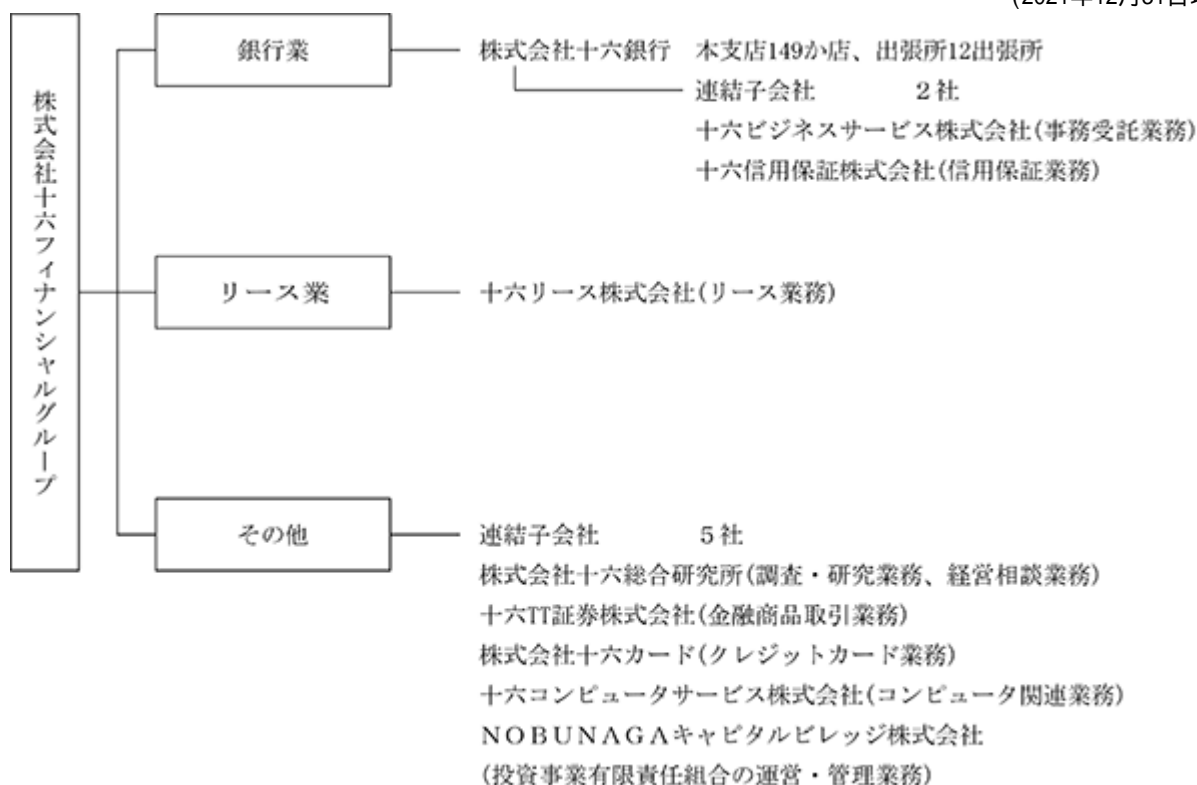 (2021年12月31日現
株式会社十六フィナンシャルグループ
銀行業
株式会社十六銀行 本支店149か店、出張所12出張所
連結子会社 2社
十六ビジネスサービス株式会社(事務受託業務)
十六信用保証株式会社(信用保証業務)
リース業
十六リース株式会社(リース業務)
その他
連結子会社 5社
株式会社十六総合研究所(調査・研究業務、経営相談業務)
十六TT証券株式会社(金融商品取引業務)
株式会社十六カード(クレジットカード業務)
十六コンピュータサービス株式会社(コンピュータ関連業務)
NOBUNAGAキャピタルビレッジ株式会社
(投資事業有限責任組合の運営・管理業務)